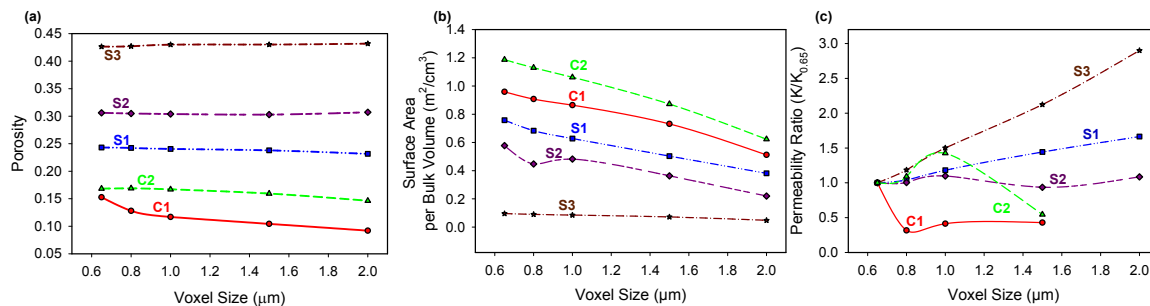 (a)
0.45
0.40
0.35
0.30
0.25
0.20
0.15
0.10
0.05
Porosity
S3
S2
S1
C2
C1
0.6 0.8 1.0 1.2 1.4 1.6 1.8 2.0
Voxel Size (μm)
(b)
1.4
1.2
1.0
0.8
0.6
0.4
0.2
0.0
Surface Area
per Bulk Volume (m²/cm³)
C2
C1
S1
S2
S3
0.6 0.8 1.0 1.2 1.4 1.6 1.8 2.0
Voxel Size (μm)
(c)
3.0
2.5
2.0
1.5
1.0
0.5
0.0
Permeability Ratio (K/K₀.₆₅)
S3
S1
S2
C2
C1
0.6 0.8 1.0 1.2 1.4 1.6 1.8 2.0
Voxel Size (μm)